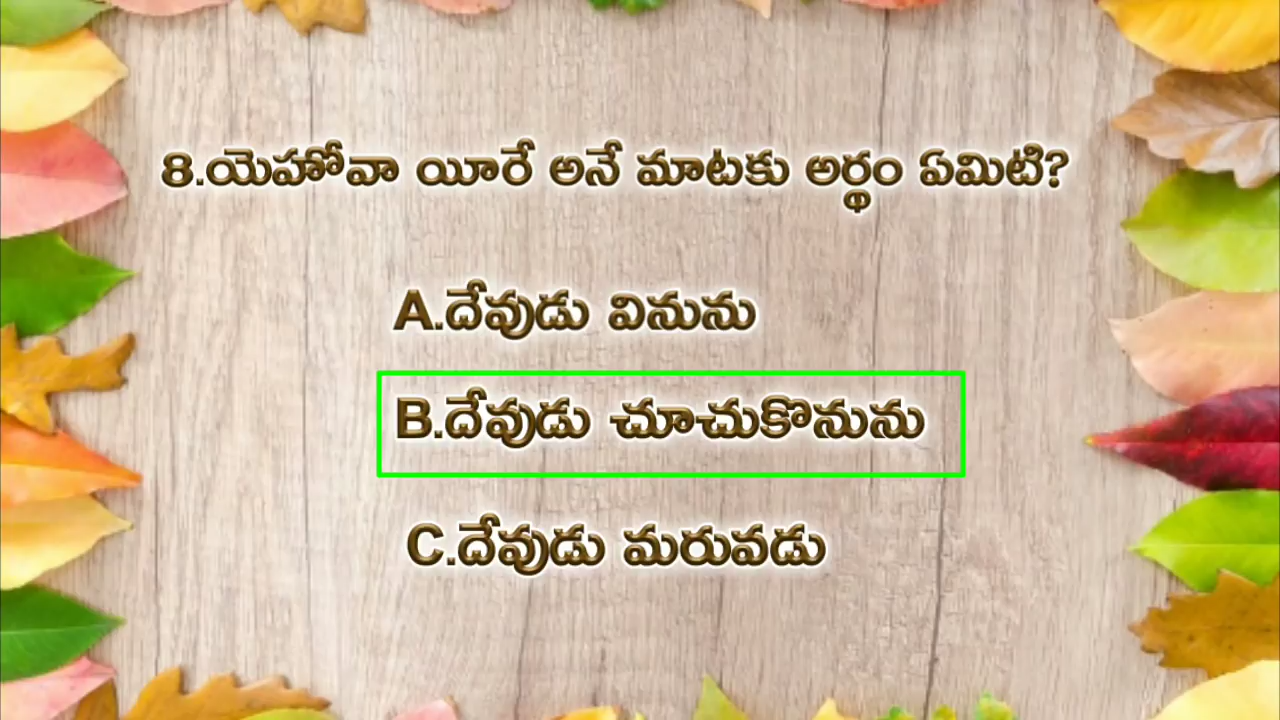 8.యెహోవా యీరే అనే మాటకు అర్థం ఏమిటి?
A.దేవుడు వినును
B.దేవుడు చూచుకొనును
C.దేవుడు మరువడు